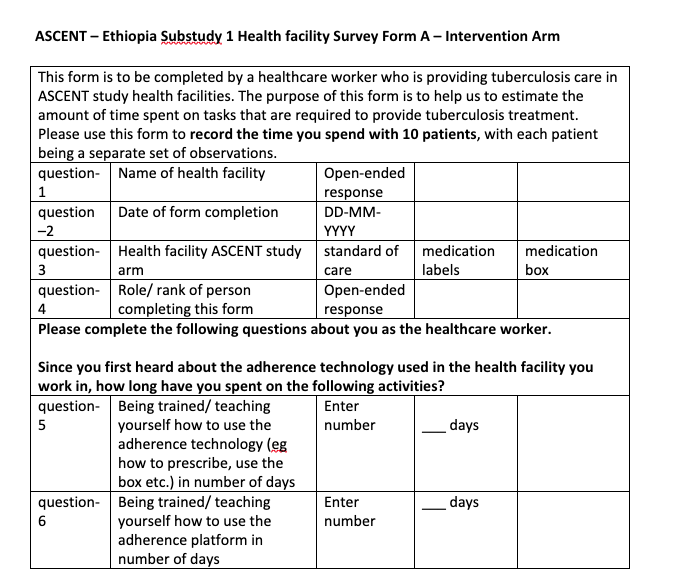 ASCENT – Ethiopia Substudy 1 Health facility Survey Form A – Intervention Arm
This form is to be completed by a healthcare worker who is providing tuberculosis care in
ASCENT study health facilities. The purpose of this form is to help us to estimate the
amount of time spent on tasks that are required to provide tuberculosis treatment.
Please use this form to record the time you spend with 10 patients, with each patient
being a separate set of observations.
question- Name of health facility Open-ended
1 response
question Date of form completion DD-MM-
–2 YYYY
question- Health facility ASCENT study standard of medication medication
3 arm care labels box
question- Role/ rank of person Open-ended
4 completing this form response
Please complete the following questions about you as the healthcare worker.
Since you first heard about the adherence technology used in the health facility you
work in, how long have you spent on the following activities?
question- Being trained/ teaching Enter
5 yourself how to use the number ___ days
adherence technology (eg
how to prescribe, use the
box etc.) in number of days
question- Being trained/ teaching Enter ___ days
6 yourself how to use the number
adherence platform in
number of days